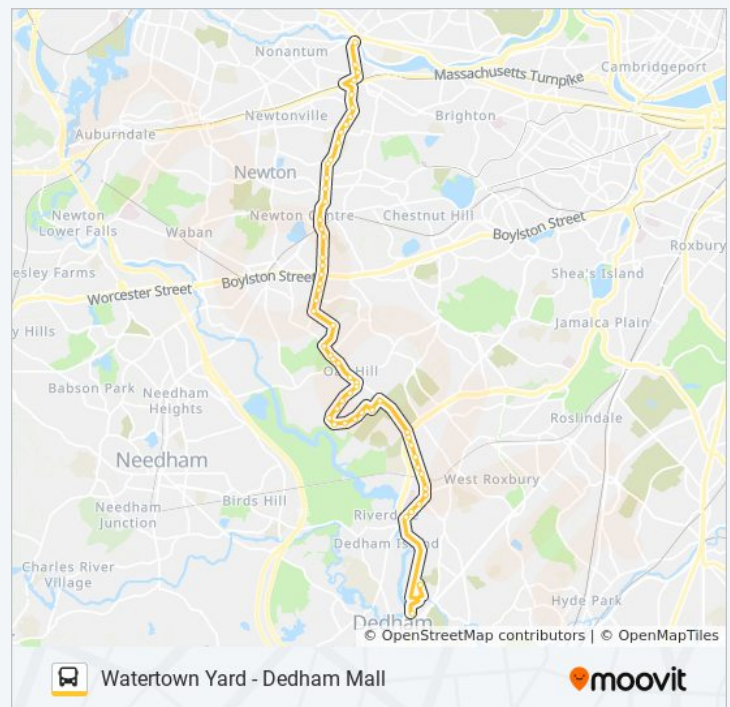 Nonantum
Cambridgeport
Massachusetts Turnpike
Newtonville
Brighton
Auburndale
Newton
Newton
Lower Falls
Newton Centre
Chestnut Hill
Waban
Boylston Street
Roxbury
esley Farms
Boylston Street
Shea's Island
Worcester Street
y Hills
Jamaica Plain
Babson Park
Needham
Heights
Hill
Roslindale
Needham
West Roxbury
Birds Hill
Needham
Junction
Riverd
Dedham Island
Charles River
Village
Hyde Park
Dedham
© OpenStreetMap contributors | © OpenMapTiles
Watertown Yard - Dedham Mall
moovit